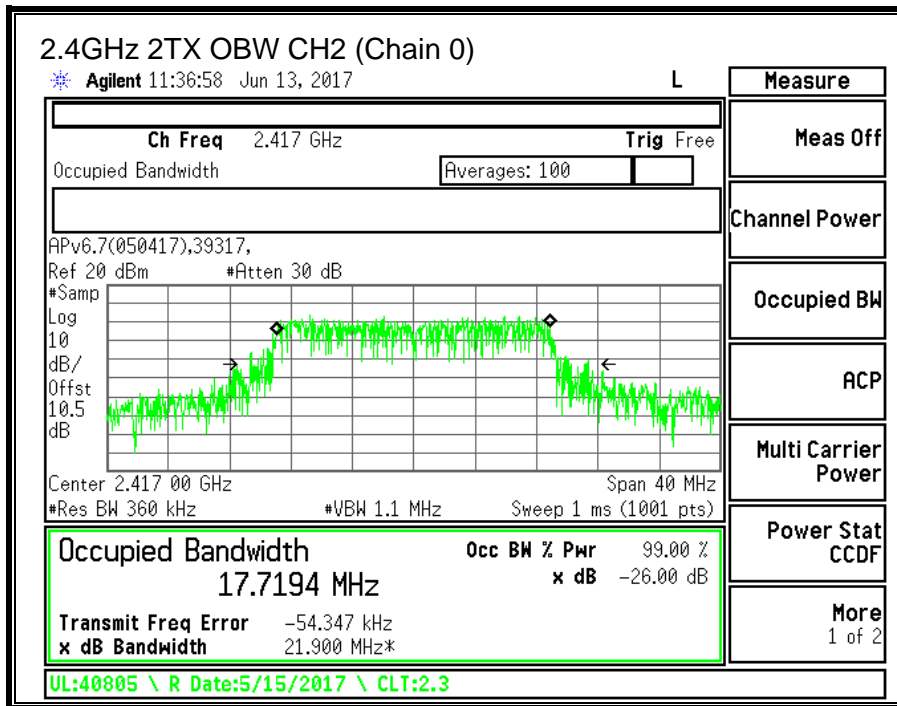 2.4GHz 2TX OBW CH2 (Chain 0)
Agilent 11:36:58 Jun 13, 2017 L
Measure
Ch Freq 2.417 GHz Trig Free
Meas Off
Occupied Bandwidth Averages: 100
Channel Power
APv6.7(050417),39317,
Ref 20 dBm #Atten 30 dB
#Samp
Log
10
dB/
Offst
10.5
dB
Occupied BW
ACP
Multi Carrier
Power
Center 2.417 00 GHz Span 40 MHz
#Res BW 360 kHz #VBW 1.1 MHz Sweep 1 ms (1001 pts)
Power Stat
CCDF
Occupied Bandwidth Occ BW % Pwr 99.00 %
17.7194 MHz x dB -26.00 dB
Transmit Freq Error -54.347 kHz
x dB Bandwidth 21.900 MHz*
More
1 of 2
UL:40805 \ R Date:5/15/2017 \ CLT:2.3